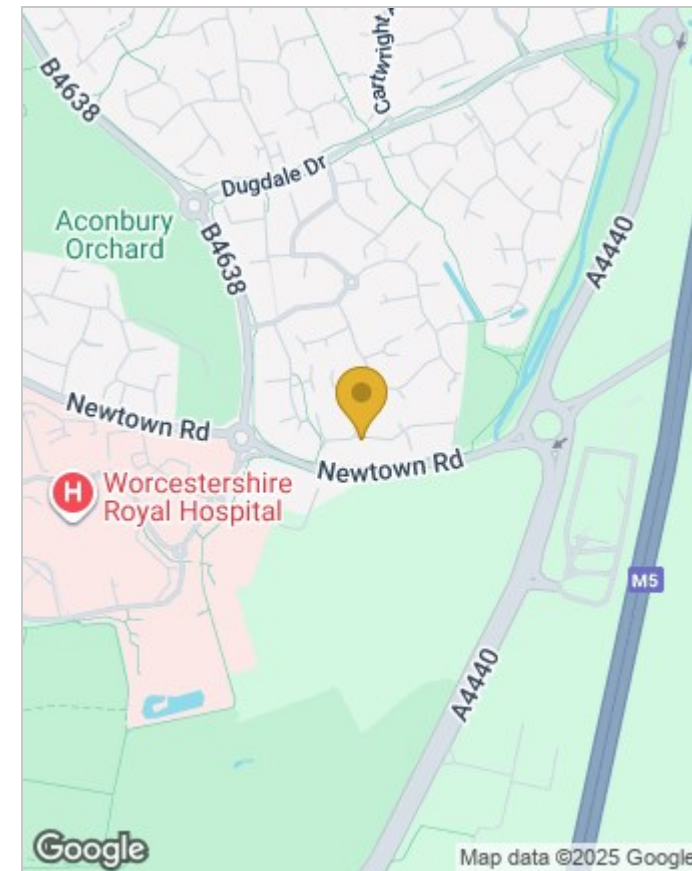 B4638
Cartwright
Dugdale Dr
Aconbury
Orchard
B4638
A4440
Newtown Rd
Newtown Rd
H
Worcestershire
Royal Hospital
M5
A4440
Google
Map data ©2025 Google